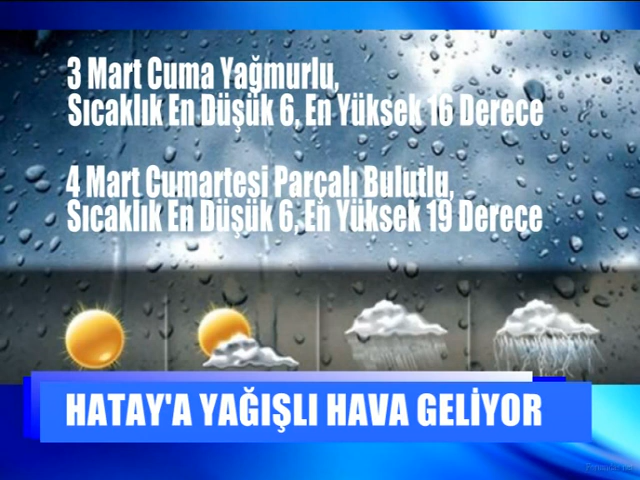 3 Mart Cuma Yağmurlu,
Sıcaklık En Düşük 6, En Yüksek 16 Derece
4 Mart Cumartesi Parçalı Bulutlu,
Sıcaklık En Düşük 6, En Yüksek 19 Derece
HATAY'A YAĞIŞLI HAVA GELİYOR